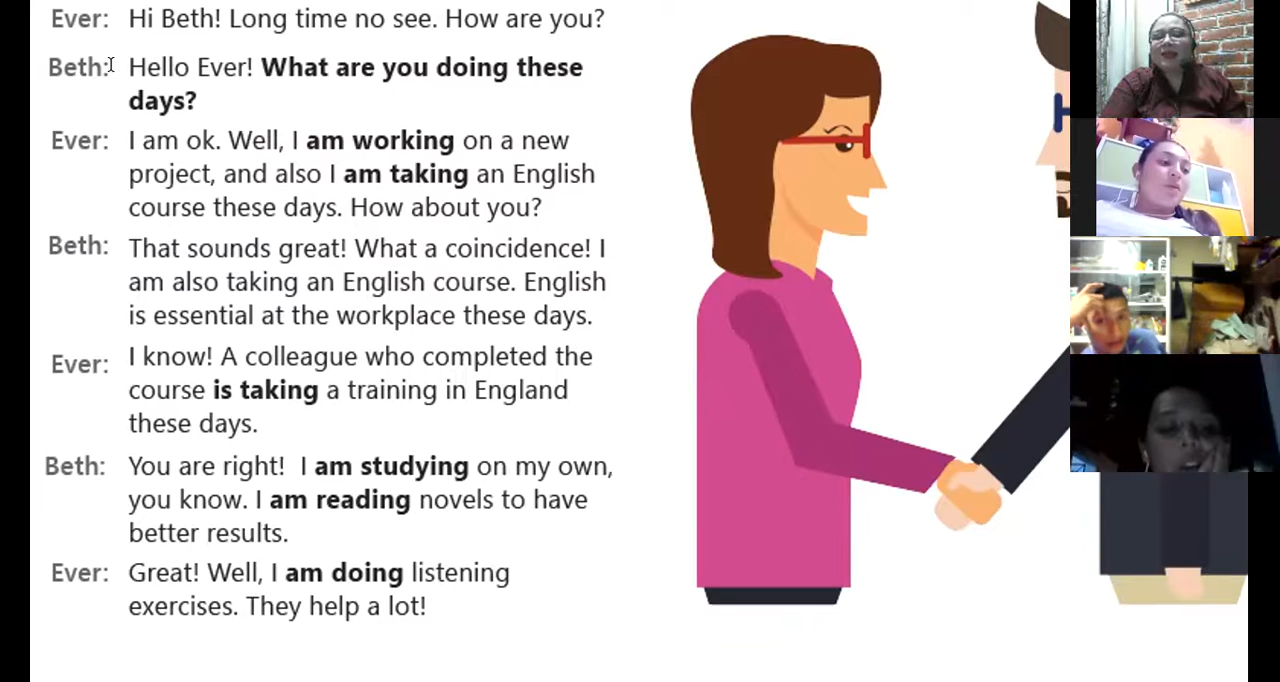 Ever: Hi Beth! Long time no see. How are you?
Beth: Hello Ever! What are you doing these
days?
Ever: I am ok. Well, I am working on a new
project, and also I am taking an English
course these days. How about you?
Beth: That sounds great! What a coincidence! I
am also taking an English course. English
is essential at the workplace these days.
Ever: I know! A colleague who completed the
course is taking a training in England
these days.
Beth: You are right! I am studying on my own,
you know. I am reading novels to have
better results.
Ever: Great! Well, I am doing listening
exercises. They help a lot!